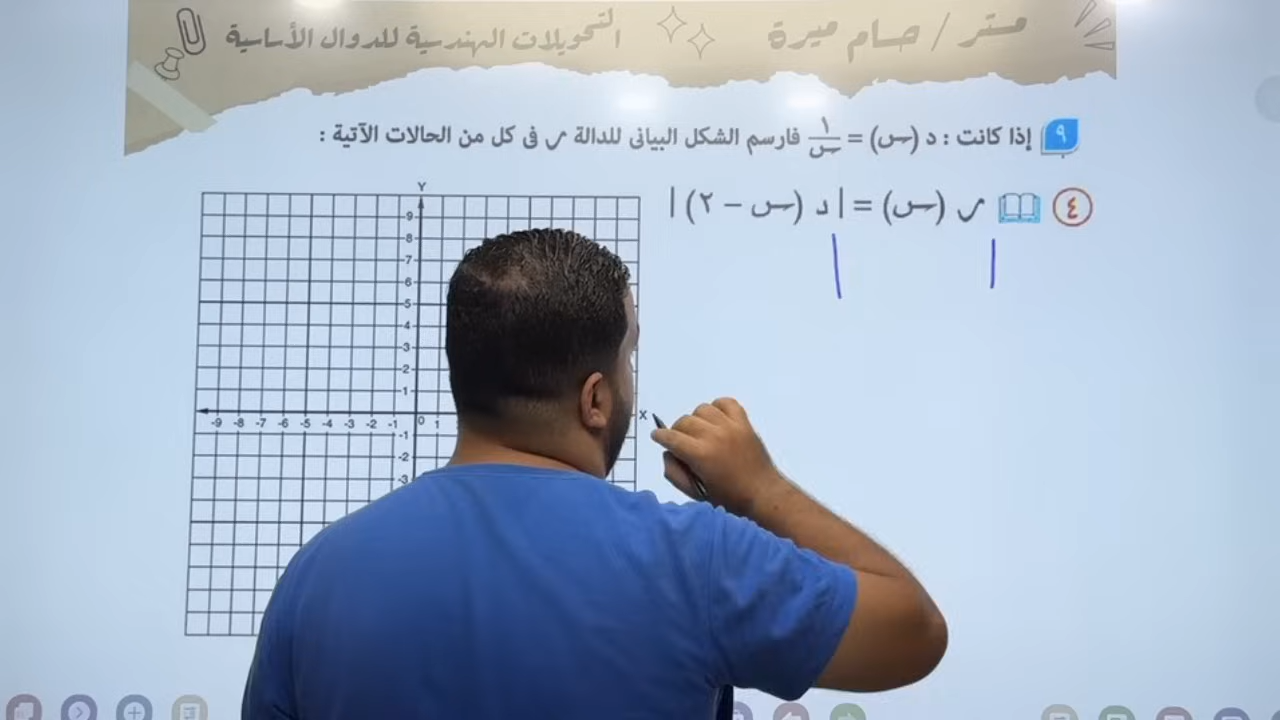 مستر / حسام ميرة
التحويلات الهندسية للدوال الأساسية
٩ إذا كانت : د (س) = ١/س فارسم الشكل البيانى للدالة ر فى كل من الحالات الآتية :
٤ ر (س) = | د (س – ٢) |
Y
9
8
7
6
5
4
3
2
1
-9 -8 -7 -6 -5 -4 -3 -2 -1 0 1 X
-1
-2
-3